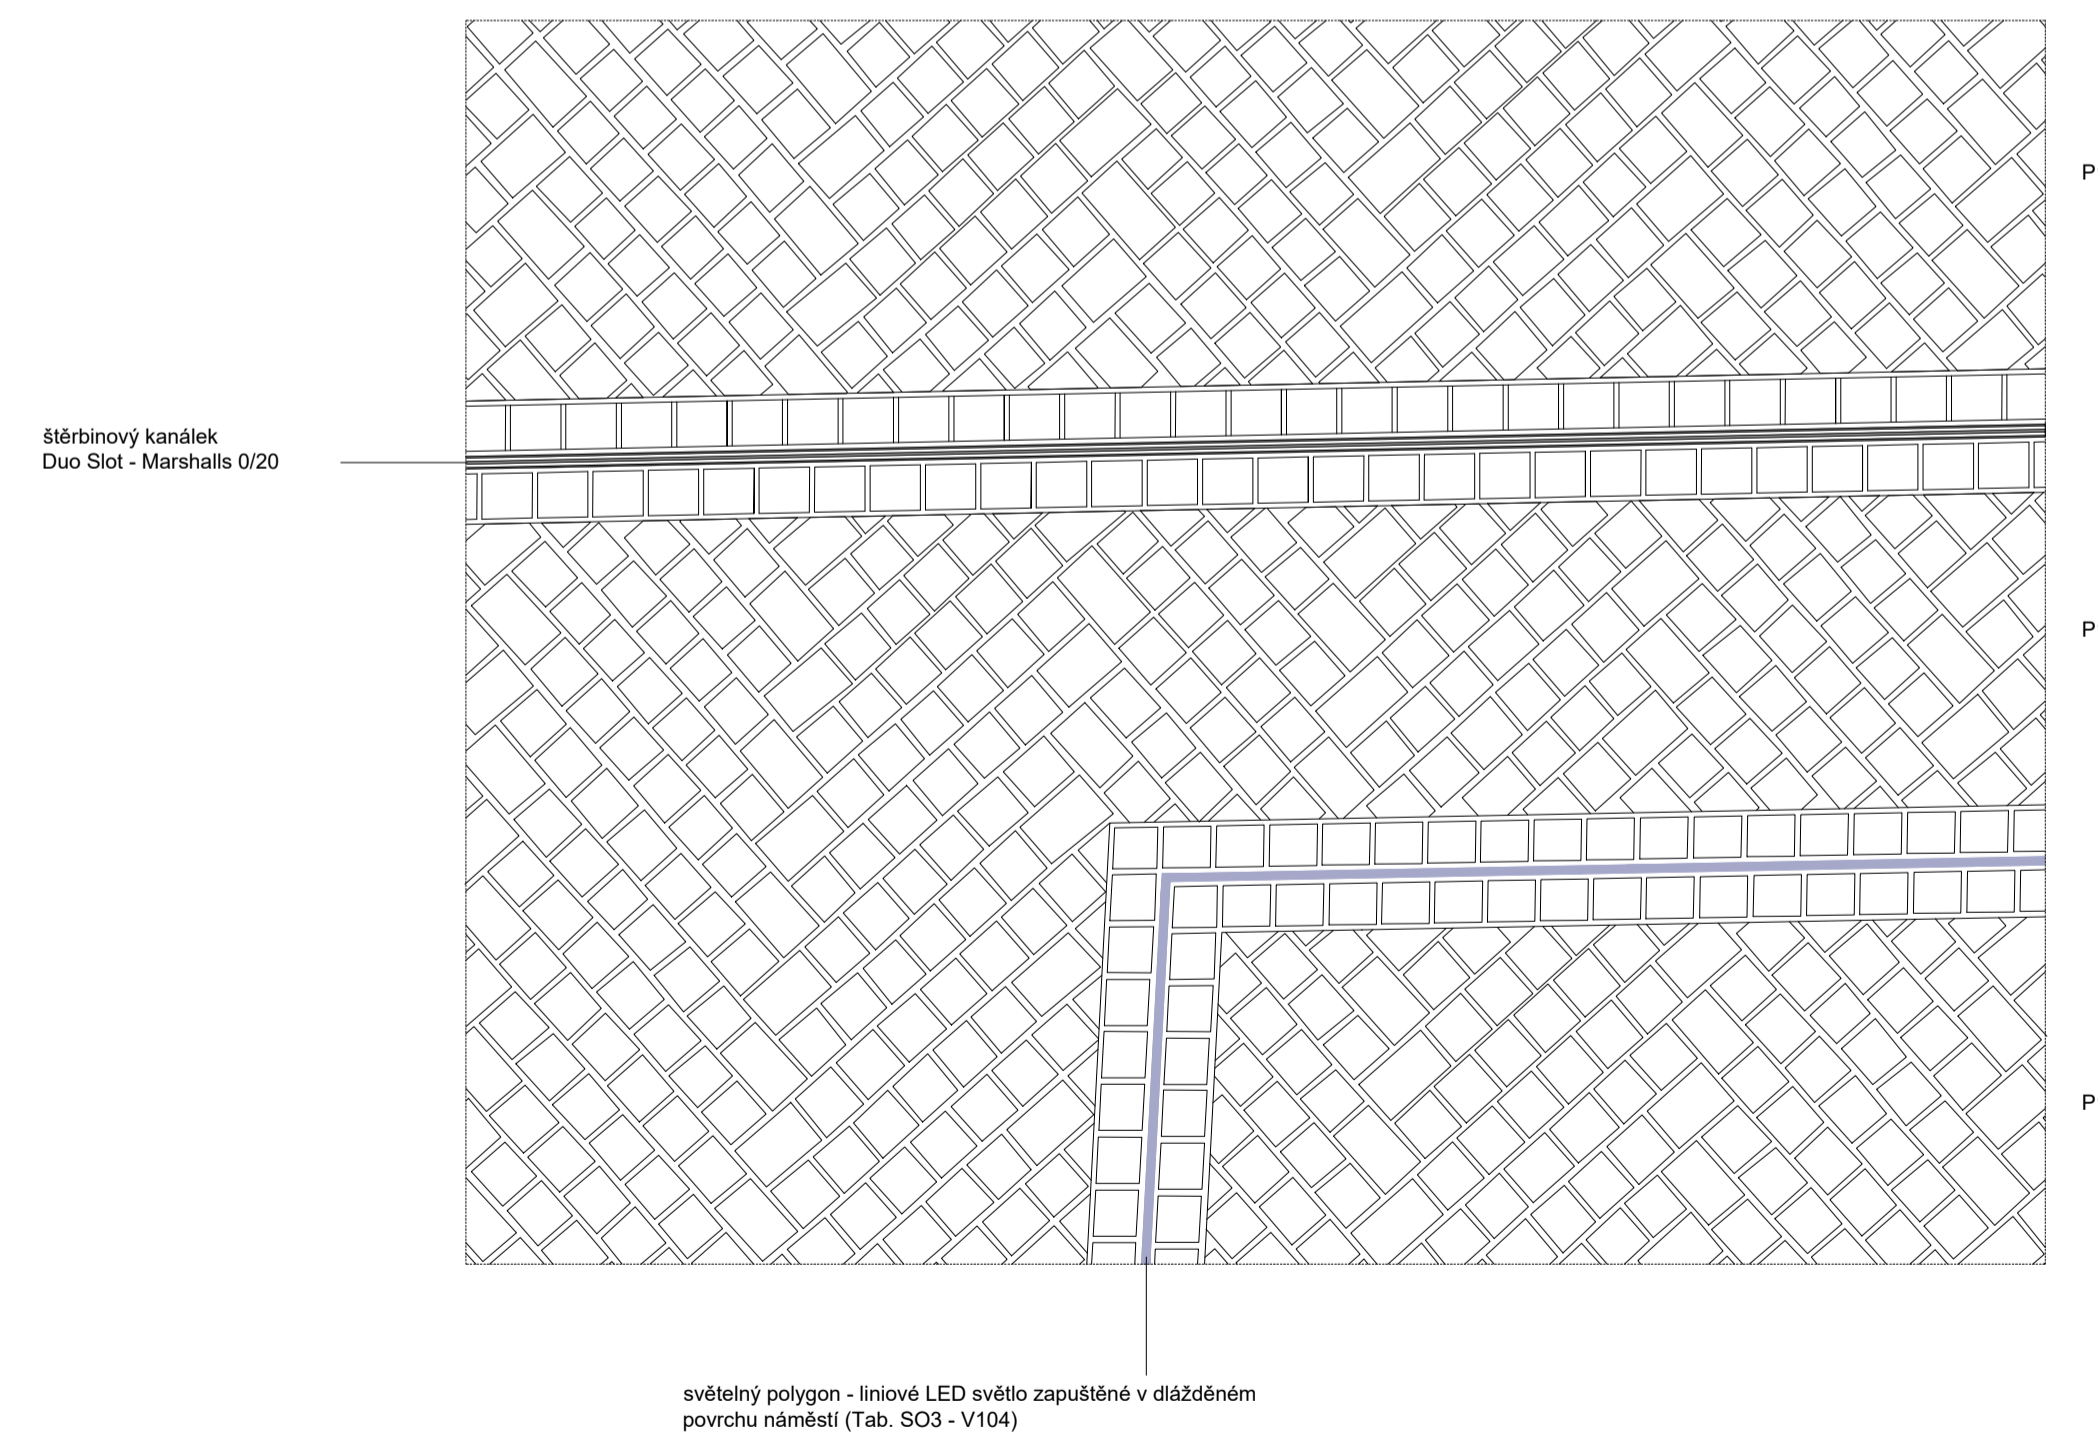 P
štěrbinový kanálek
Duo Slot - Marshalls 0/20
P
P
světelný polygon - liniové LED světlo zapuštěné v dlážděném
povrchu náměstí (Tab. SO3 - V104)